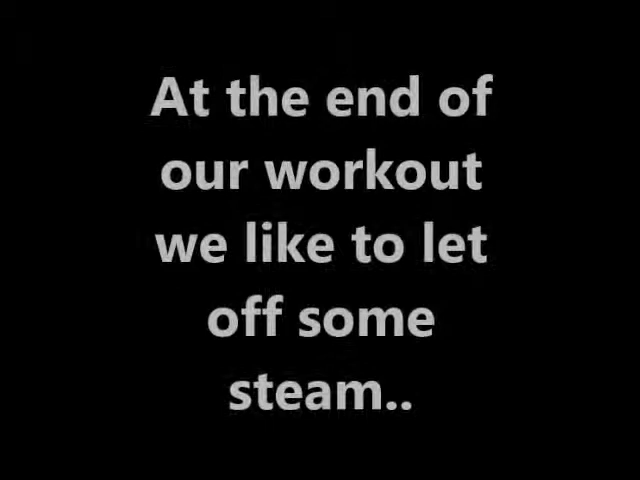 At the end of
our workout
we like to let
off some
steam..